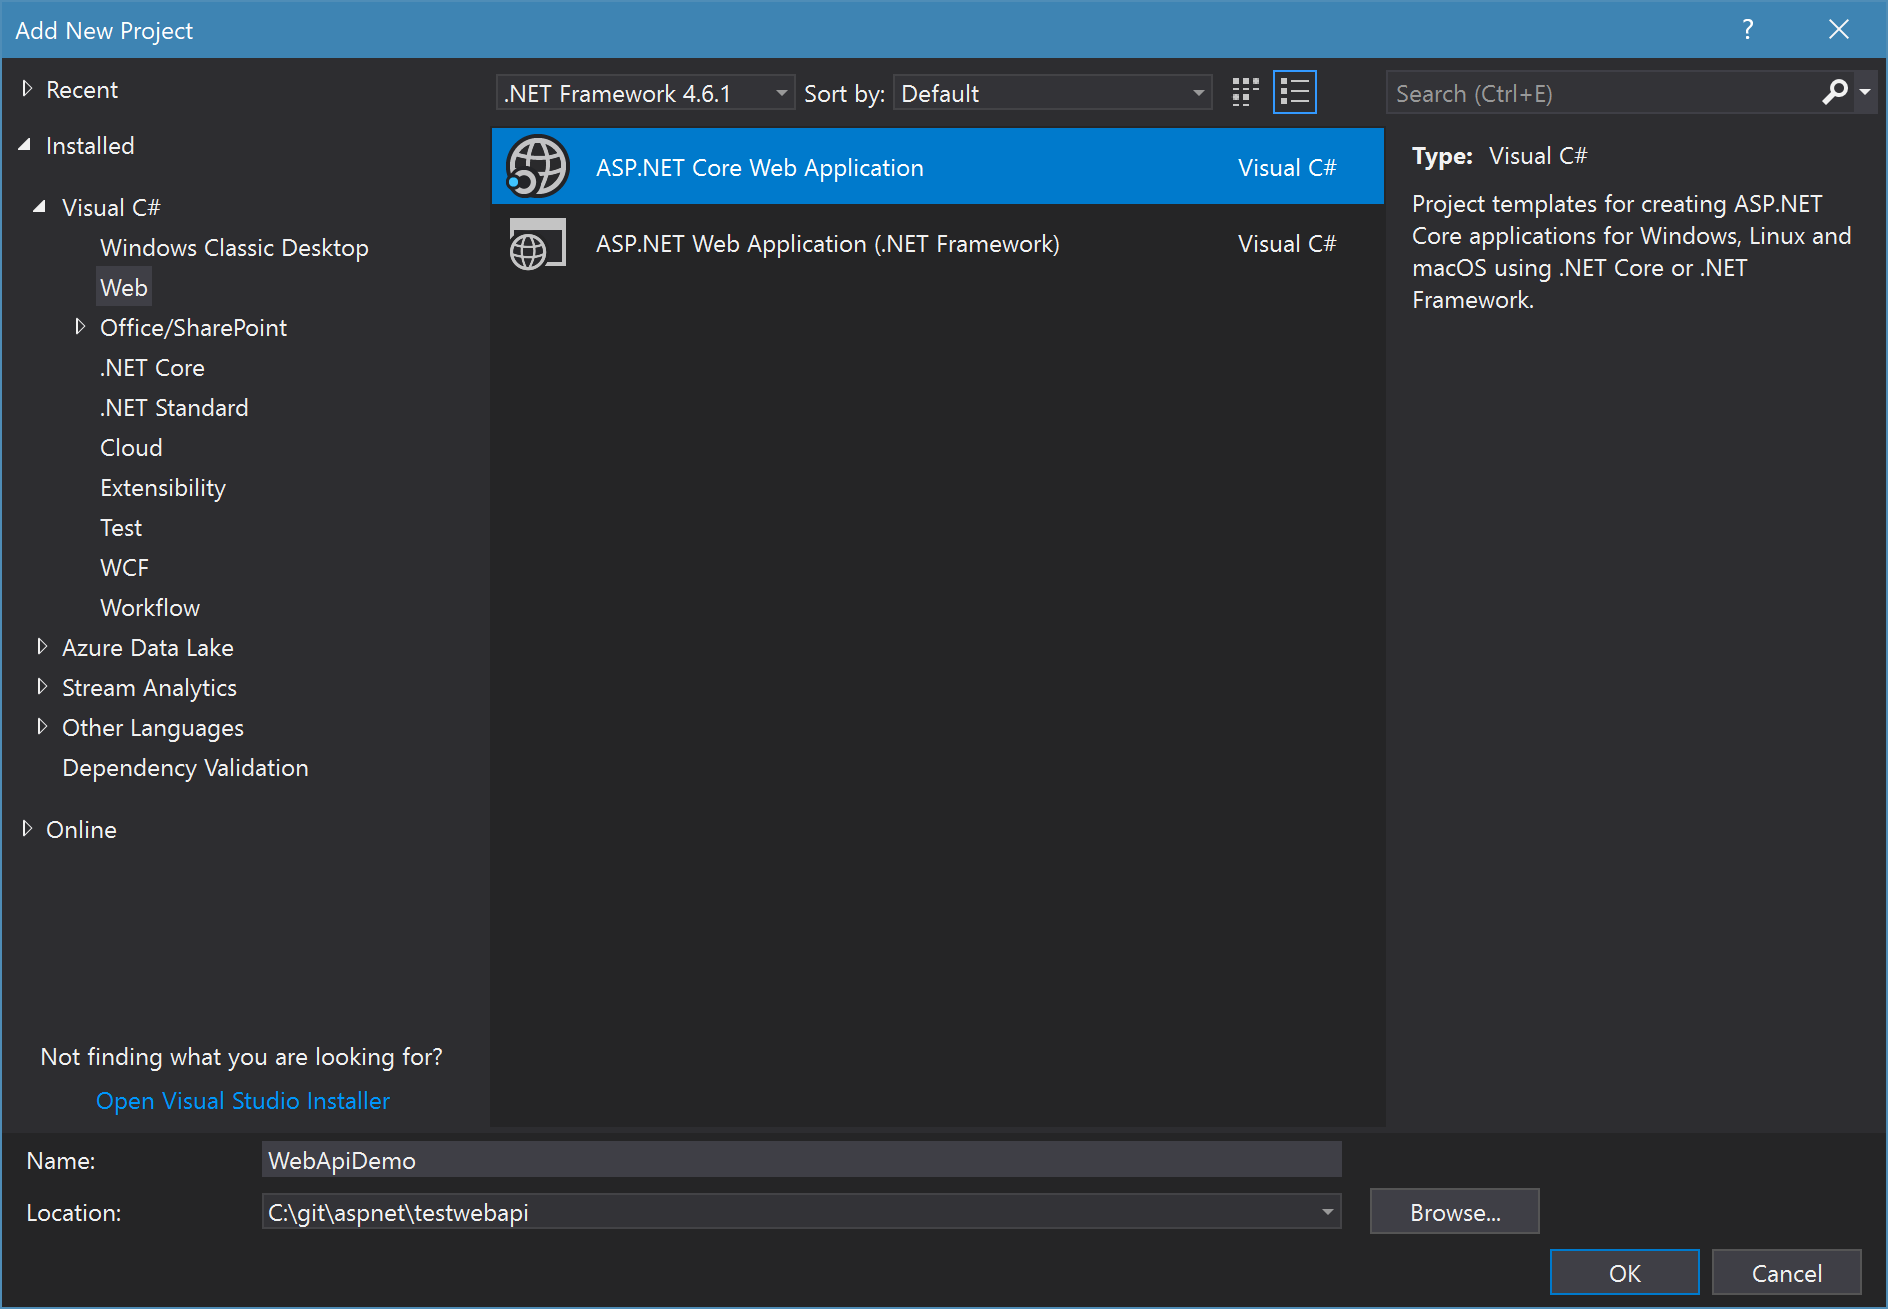 Add New Project
?
Recent
Installed
Visual C#
Windows Classic Desktop
Web
Office/SharePoint
.NET Core
.NET Standard
Cloud
Extensibility
Test
WCF
Workflow
Azure Data Lake
Stream Analytics
Other Languages
Dependency Validation
Online
Not finding what you are looking for?
Open Visual Studio Installer
.NET Framework 4.6.1 Sort by: Default
ASP.NET Core Web Application Visual C#
ASP.NET Web Application (.NET Framework) Visual C#
Search (Ctrl+E)
Type: Visual C#
Project templates for creating ASP.NET
Core applications for Windows, Linux and
macOS using .NET Core or .NET
Framework.
Name: WebApiDemo
Location: C:\git\aspnet\testwebapi Browse...
OK Cancel